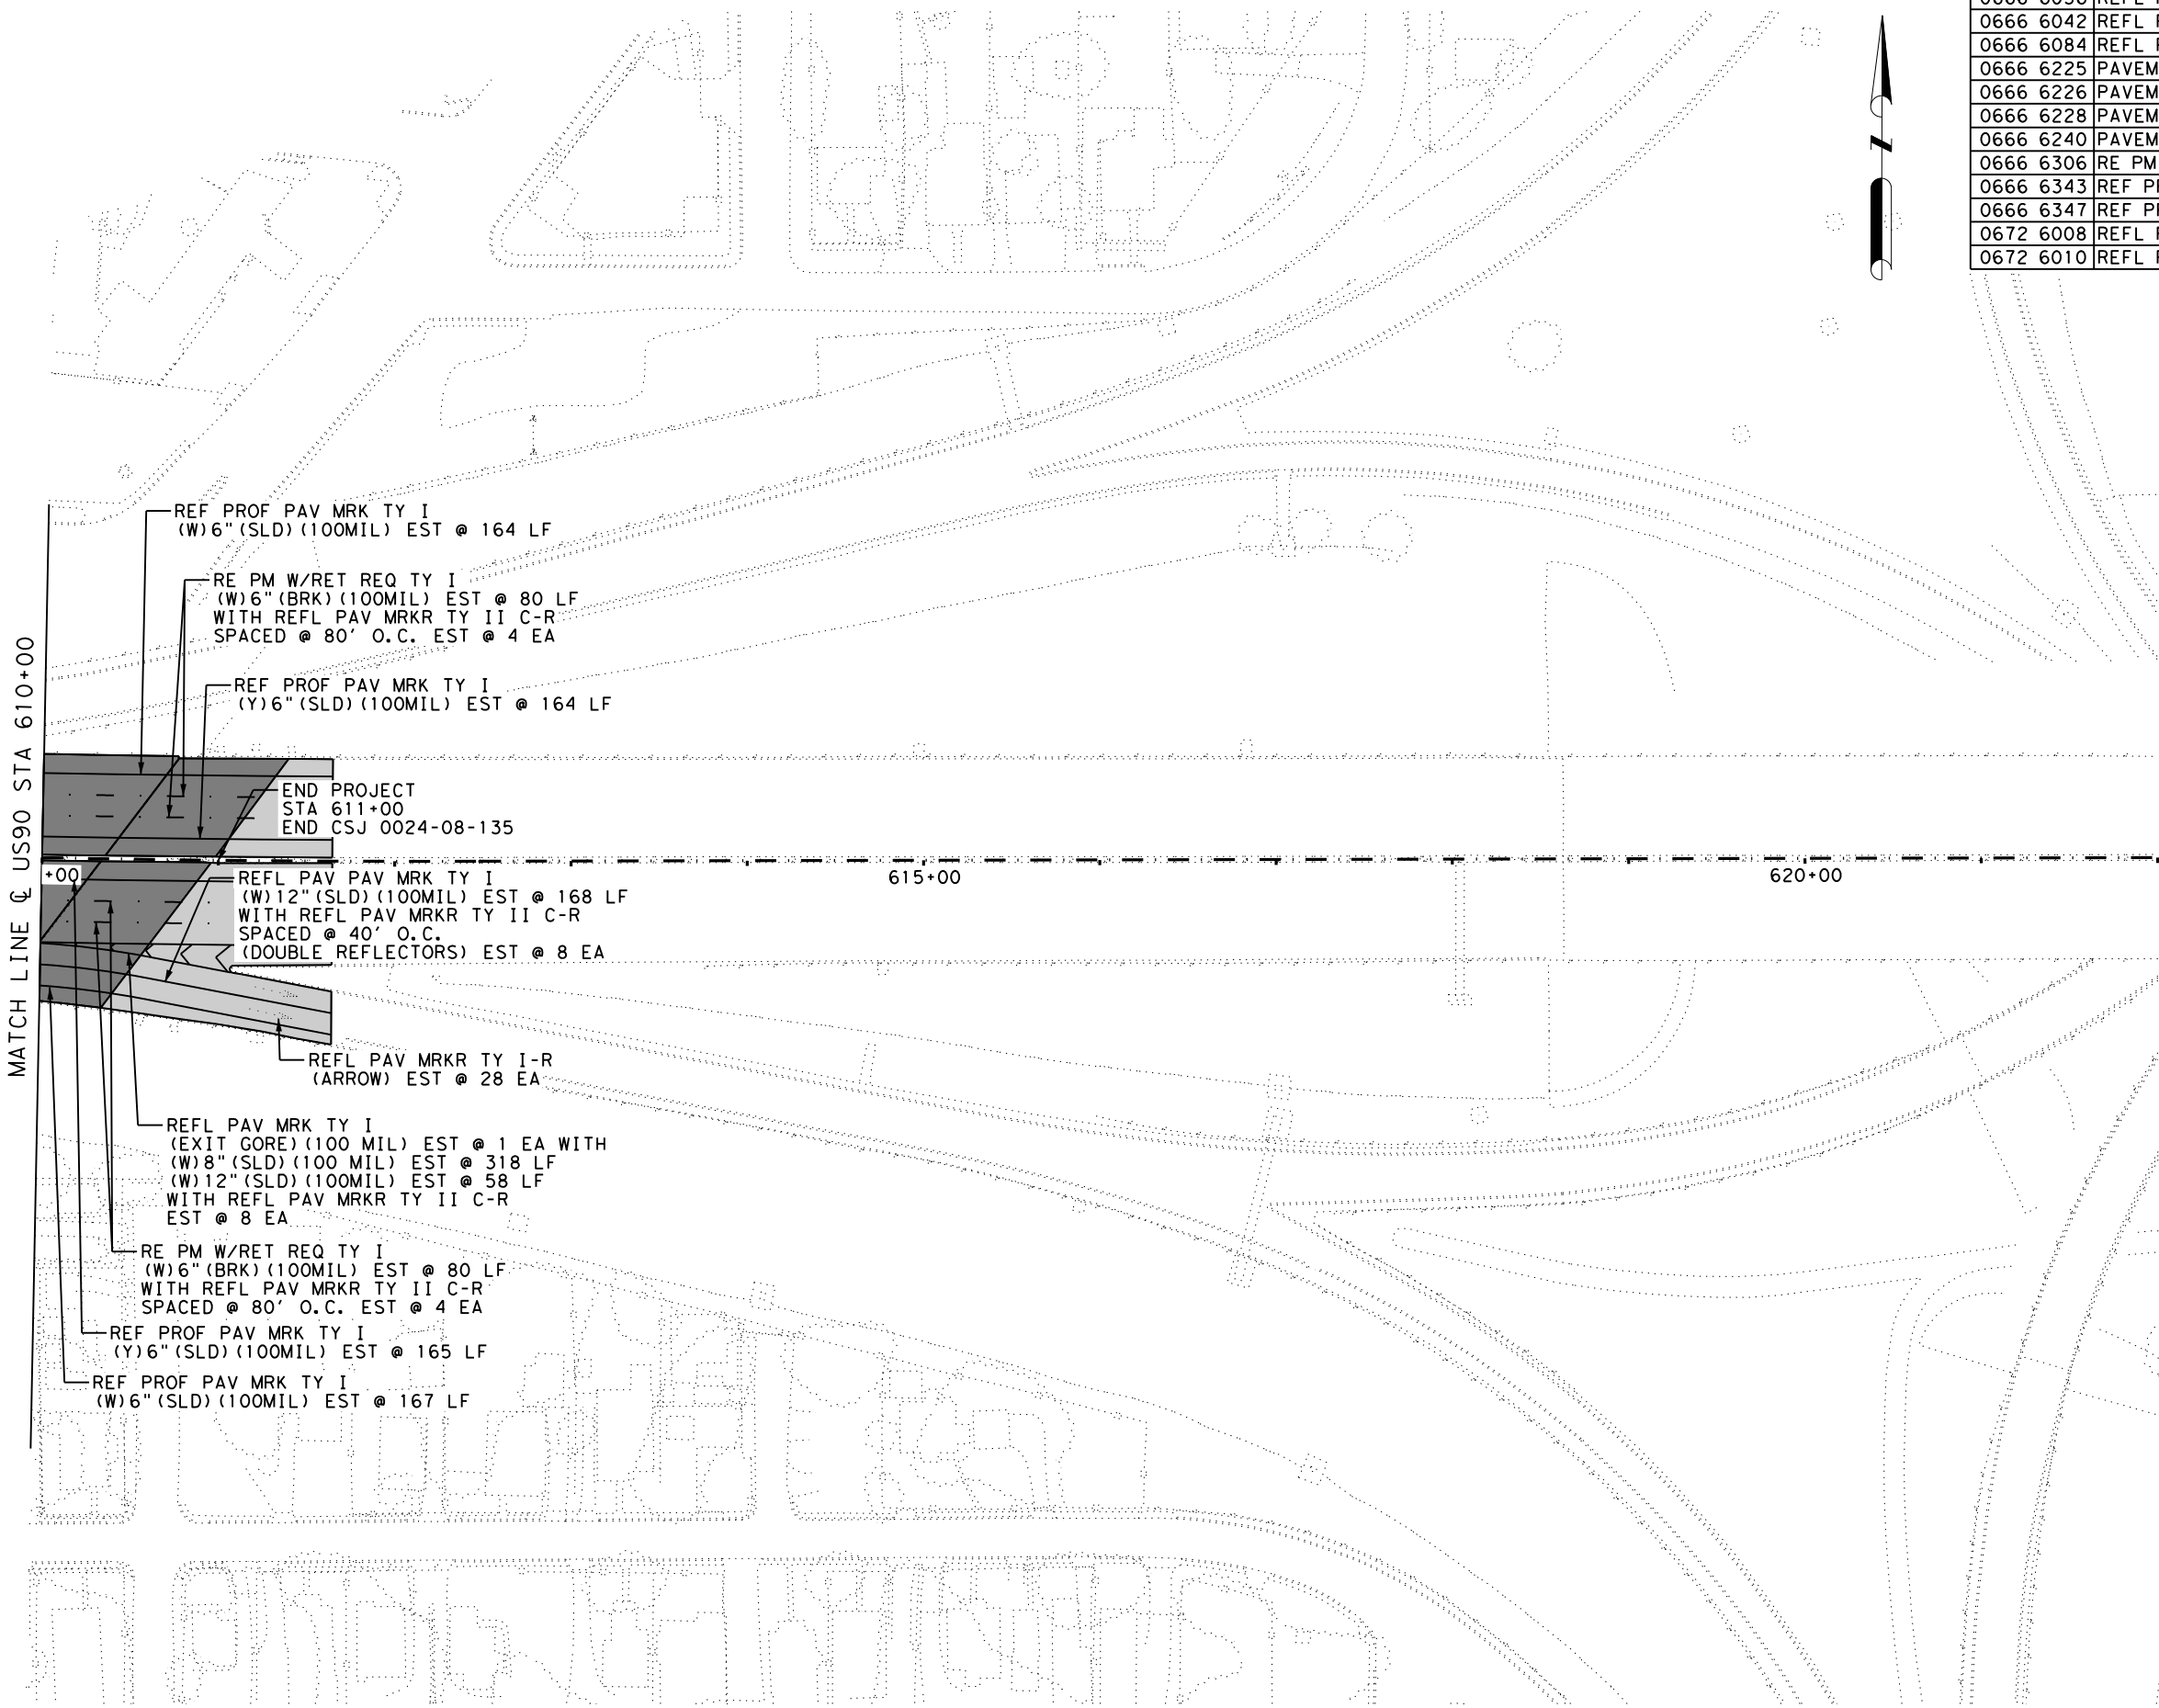 0666 6042 REFL
0666 6084 REFL
0666 6225 PAVEM
0666 6226 PAVEM
0666 6228 PAVEM
0666 6240 PAVEM
0666 6306 RE PM
0666 6343 REF
0666 6347 REF
0672 6008 REFL
0672 6010 REFL
REF PROF PAV MRK TY I
(W)6"(SLD)(100MIL) EST @ 164 LF
RE PM W/RET REQ TY I
(W)6"(BRK)(100MIL) EST @ 80 LF
WITH REFL PAV MRKR TY II C-R
SPACED @ 80' O.C. EST @ 4 EA
REF PROF PAV MRK TY I
(Y)6"(SLD)(100MIL) EST @ 164 LF
MATCH LINE ℄ US90 STA 610+00
END PROJECT
STA 611+00
END CSJ 0024-08-135
+00
615+00
620+00
REFL PAV PAV MRK TY I
(W)12"(SLD)(100MIL) EST @ 168 LF
WITH REFL PAV MRKR TY II C-R
SPACED @ 40' O.C.
(DOUBLE REFLECTORS) EST @ 8 EA
REFL PAV MRKR TY I-R
(ARROW) EST @ 28 EA
REFL PAV MRK TY I
(EXIT GORE)(100 MIL) EST @ 1 EA WITH
(W)8"(SLD)(100 MIL) EST @ 318 LF
(W)12"(SLD)(100MIL) EST @ 58 LF
WITH REFL PAV MRKR TY II C-R
EST @ 8 EA
RE PM W/RET REQ TY I
(W)6"(BRK)(100MIL) EST @ 80 LF
WITH REFL PAV MRKR TY II C-R
SPACED @ 80' O.C. EST @ 4 EA
REF PROF PAV MRK TY I
(Y)6"(SLD)(100MIL) EST @ 165 LF
REF PROF PAV MRK TY I
(W)6"(SLD)(100MIL) EST @ 167 LF